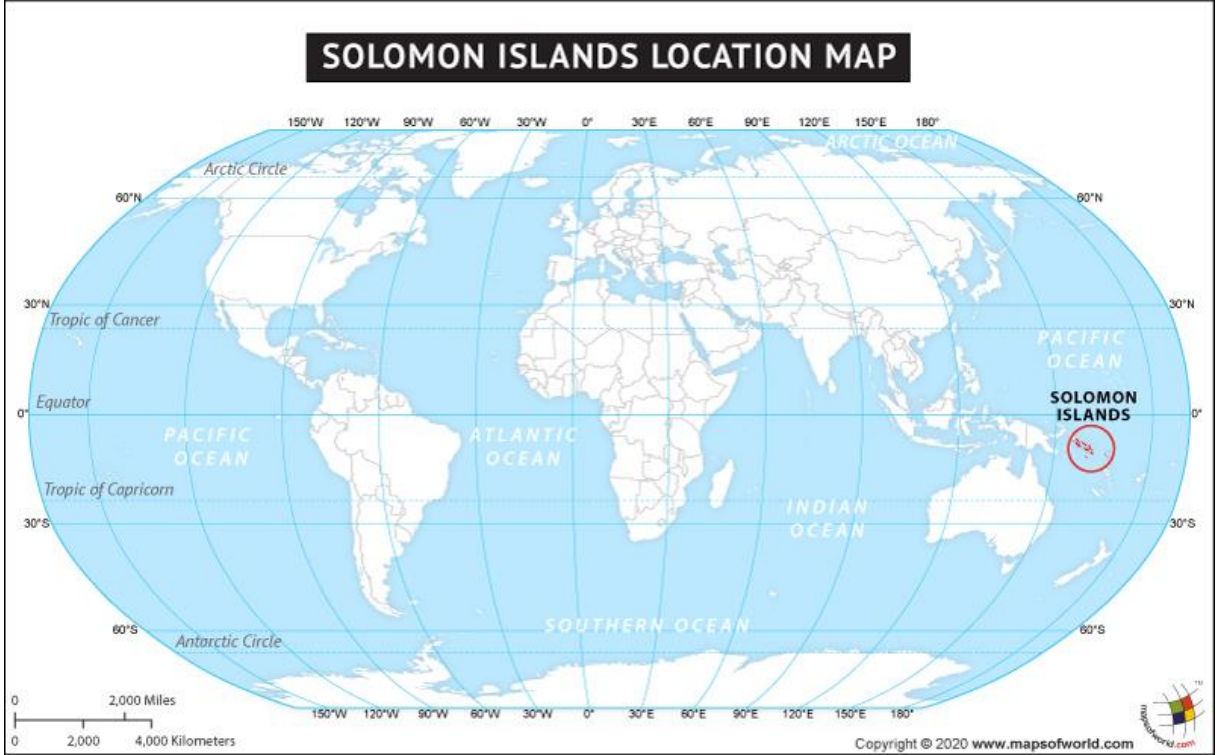 SOLOMON ISLANDS LOCATION MAP
150°W 120°W 90°W 60°W 30°W 0° 30°E 60°E 90°E 120°E 150°E 180°
ARCTIC OCEAN
Arctic Circle
60°N 60°N
30°N 30°N
Tropic of Cancer
PACIFIC
OCEAN
SOLOMON
ISLANDS
Equator
0° 0°
PACIFIC
OCEAN
ATLANTIC
OCEAN
Tropic of Capricorn
INDIAN
OCEAN
30°S 30°S
SOUTHERN OCEAN
60°S 60°S
Antarctic Circle
150°W 120°W 90°W 60°W 30°W 0° 30°E 60°E 90°E 120°E 150°E 180°
0 2,000 Miles
0 2,000 4,000 Kilometers
Copyright © 2020 www.mapsofworld.com
mapsofworld.com
TM